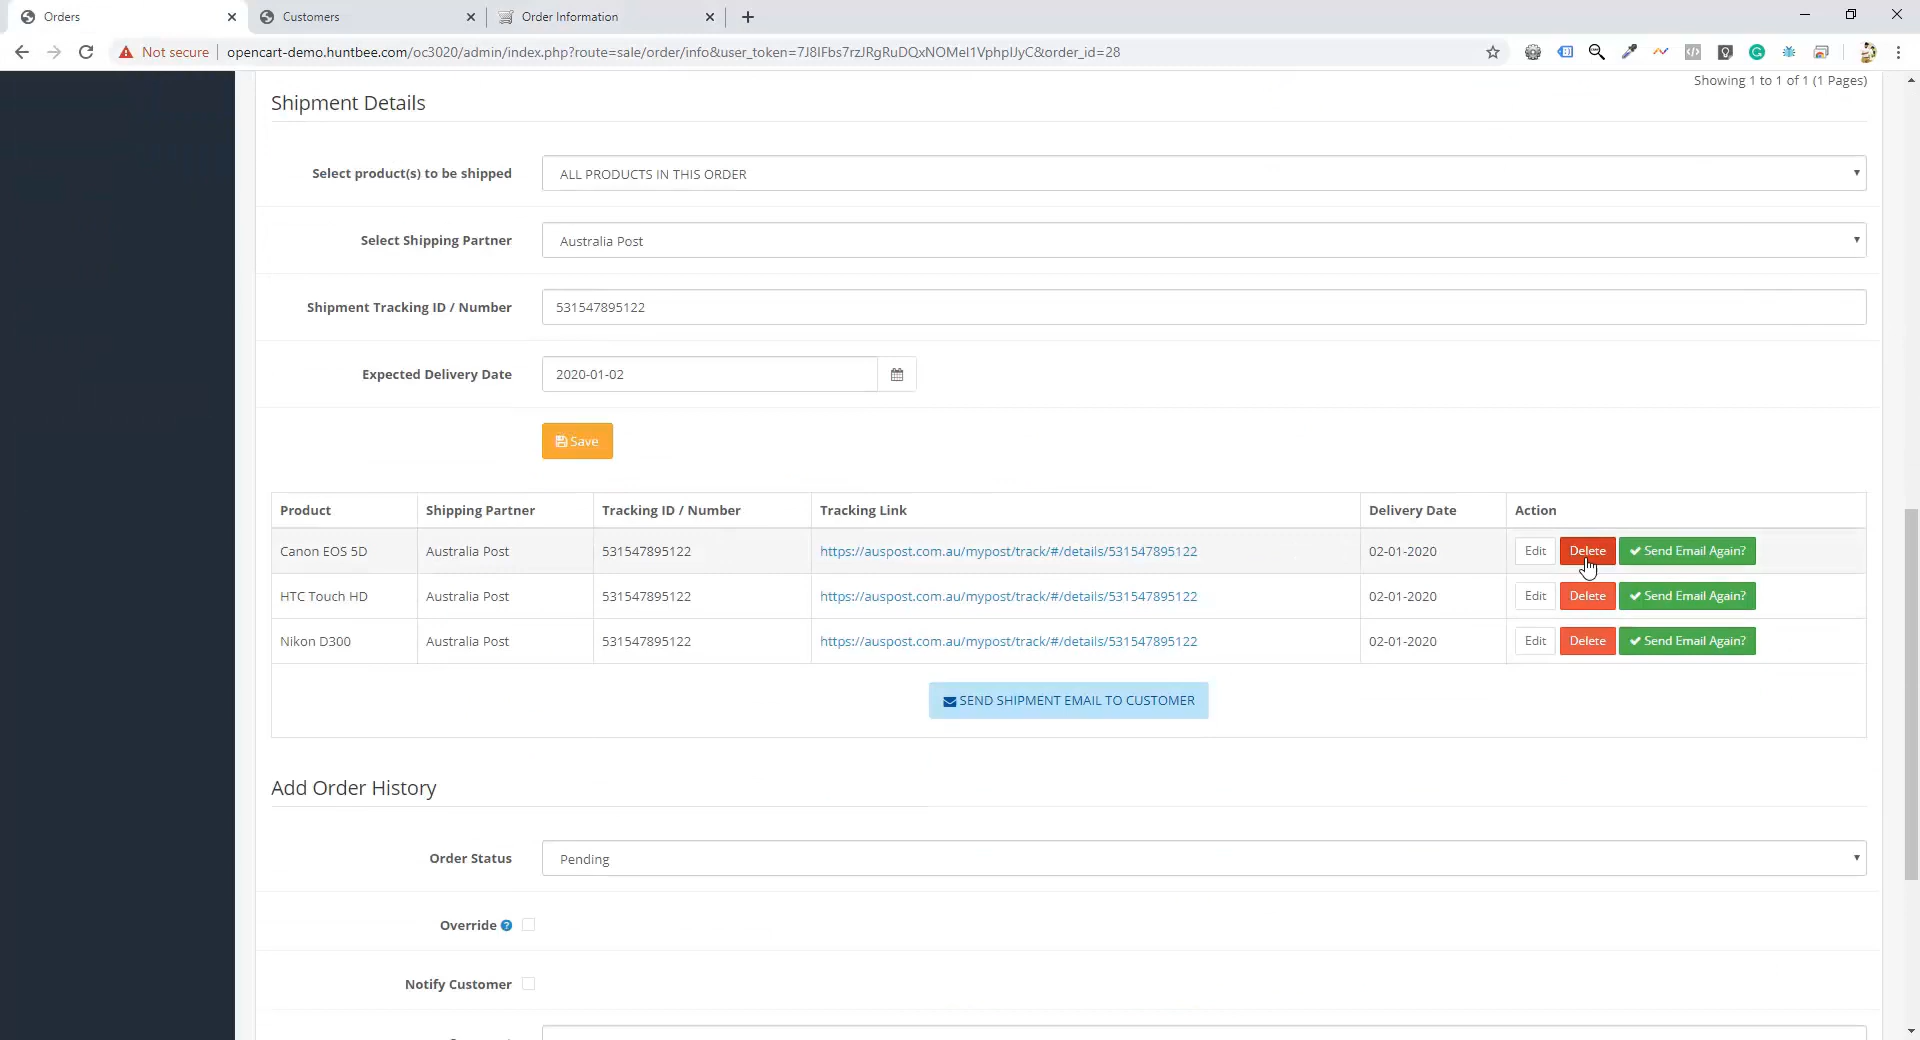 Orders
Customers
Order Information
Not secure
opencart-demo.huntbee.com/oc3020/admin/index.php?route=sale/order/info&user_token=7J8IFbs7rzJRgRuDQxNOMel1VphpIJyC&order_id=28
Showing 1 to 1 of 1 (1 Pages)
Shipment Details
Select product(s) to be shipped
ALL PRODUCTS IN THIS ORDER
Select Shipping Partner
Australia Post
Shipment Tracking ID / Number
531547895122
Expected Delivery Date
2020-01-02
Save
Product Shipping Partner Tracking ID / Number Tracking Link Delivery Date Action
Canon EOS 5D Australia Post 531547895122 https://auspost.com.au/mypost/track/#/details/531547895122 02-01-2020 Edit Delete Send Email Again?
HTC Touch HD Australia Post 531547895122 https://auspost.com.au/mypost/track/#/details/531547895122 02-01-2020 Edit Delete Send Email Again?
Nikon D300 Australia Post 531547895122 https://auspost.com.au/mypost/track/#/details/531547895122 02-01-2020 Edit Delete Send Email Again?
SEND SHIPMENT EMAIL TO CUSTOMER
Add Order History
Order Status
Pending
Override
Notify Customer